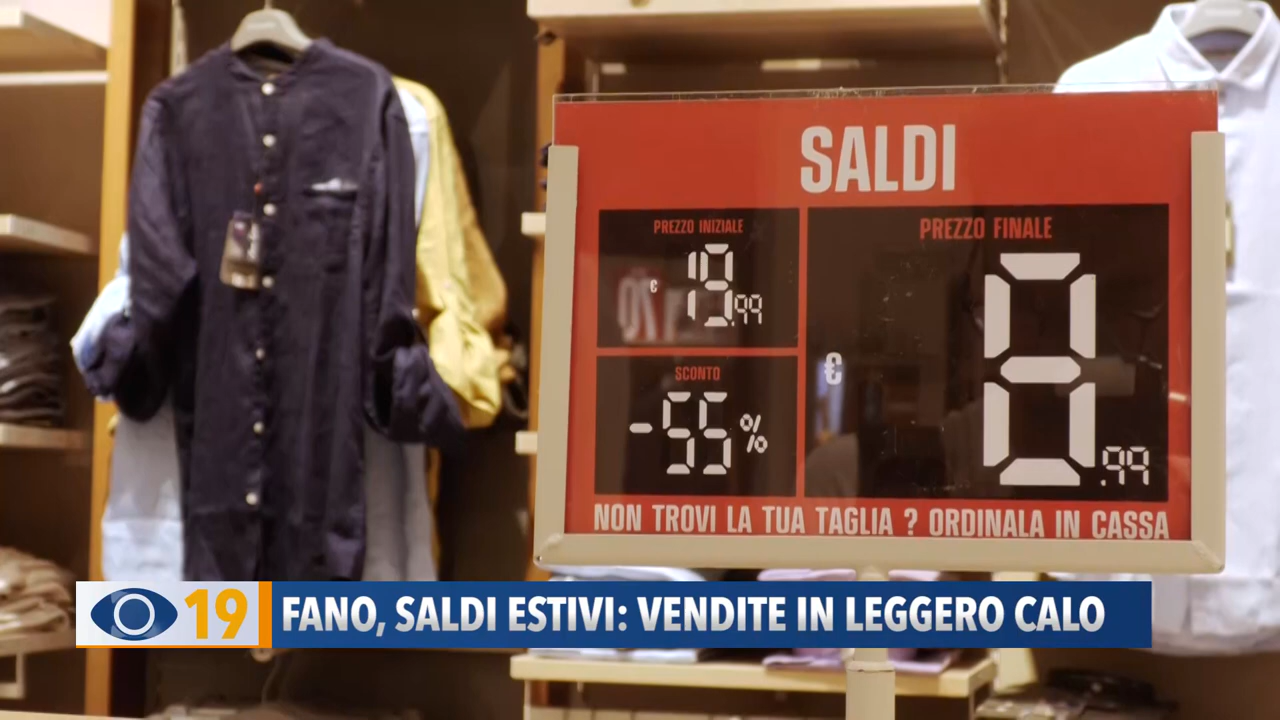 SALDI
PREZZO INIZIALE
€ 19.99
SCONTO
-55%
PREZZO FINALE
€ 8.99
NON TROVI LA TUA TAGLIA ? ORDINALA IN CASSA
19
FANO, SALDI ESTIVI: VENDITE IN LEGGERO CALO